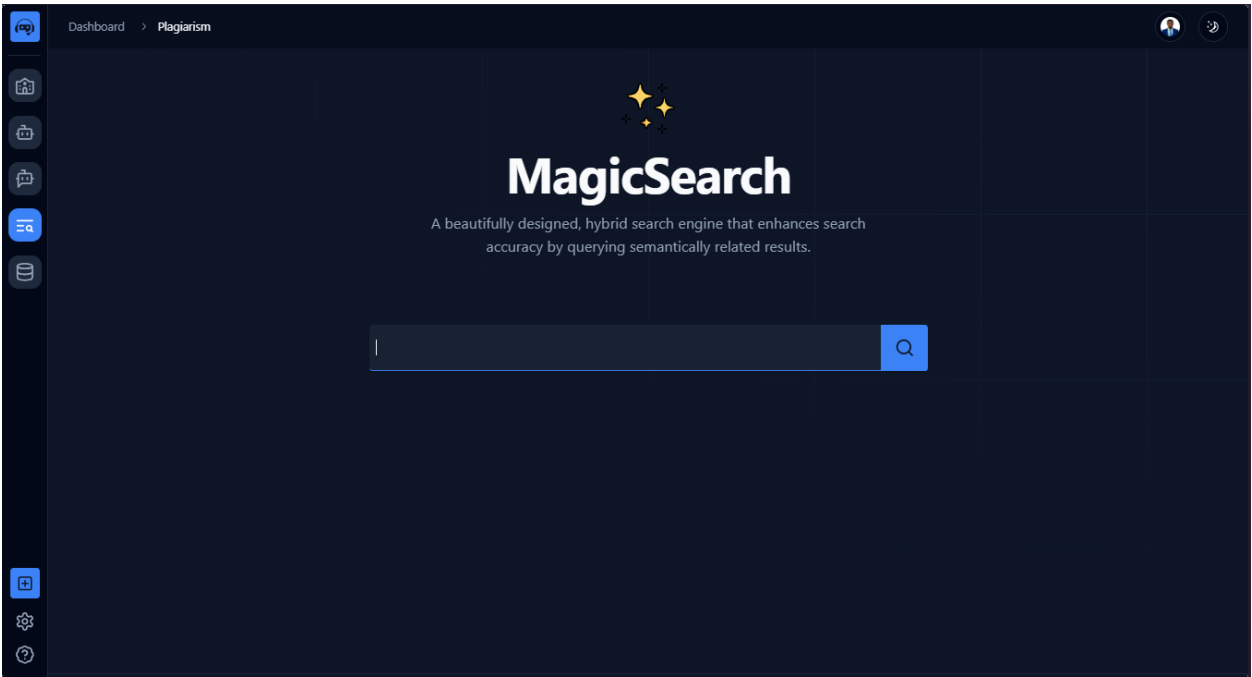 Dashboard > Plagiarism
MagicSearch
A beautifully designed, hybrid search engine that enhances search
accuracy by querying semantically related results.